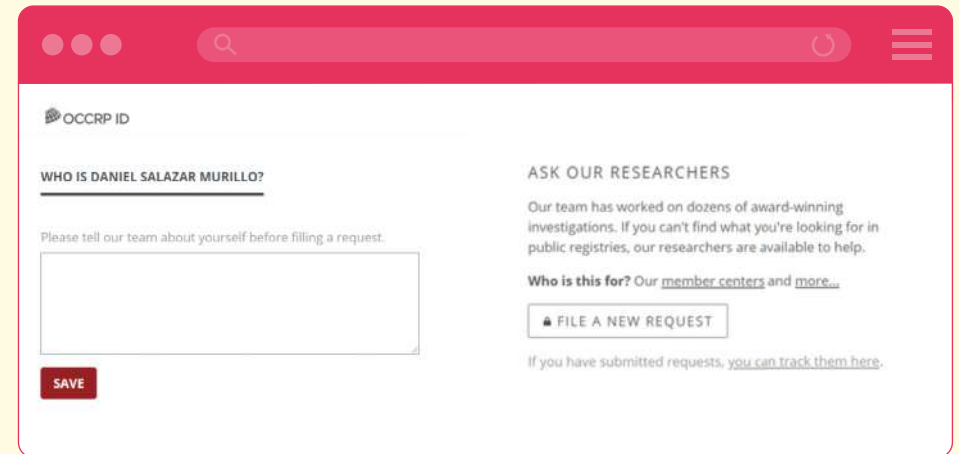 OCCRP ID
WHO IS DANIEL SALAZAR MURILLO?
Please tell our team about yourself before filling a request.
SAVE
ASK OUR RESEARCHERS
Our team has worked on dozens of award-winning
investigations. If you can't find what you're looking for in
public registries, our researchers are available to help.
Who is this for? Our member centers and more...
FILE A NEW REQUEST
If you have submitted requests, you can track them here.